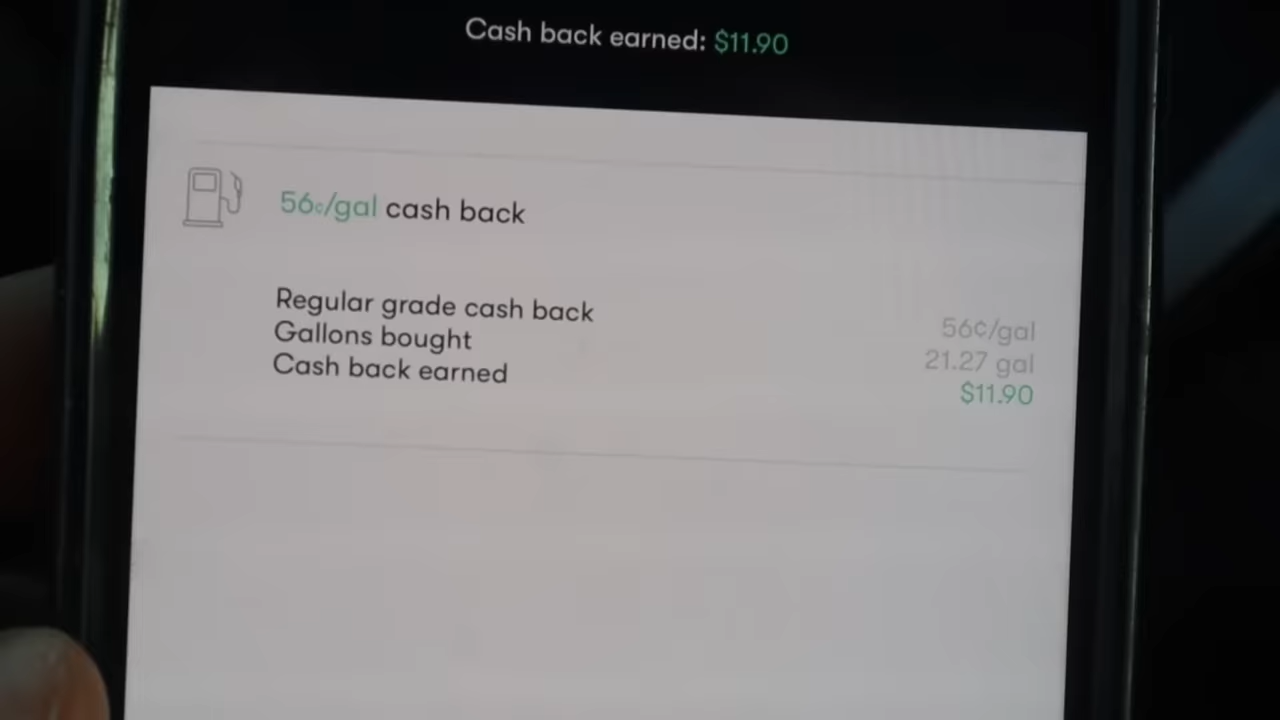 Cash back earned: $11.90
56¢/gal cash back
Regular grade cash back 56¢/gal
Gallons bought 21.27 gal
Cash back earned $11.90